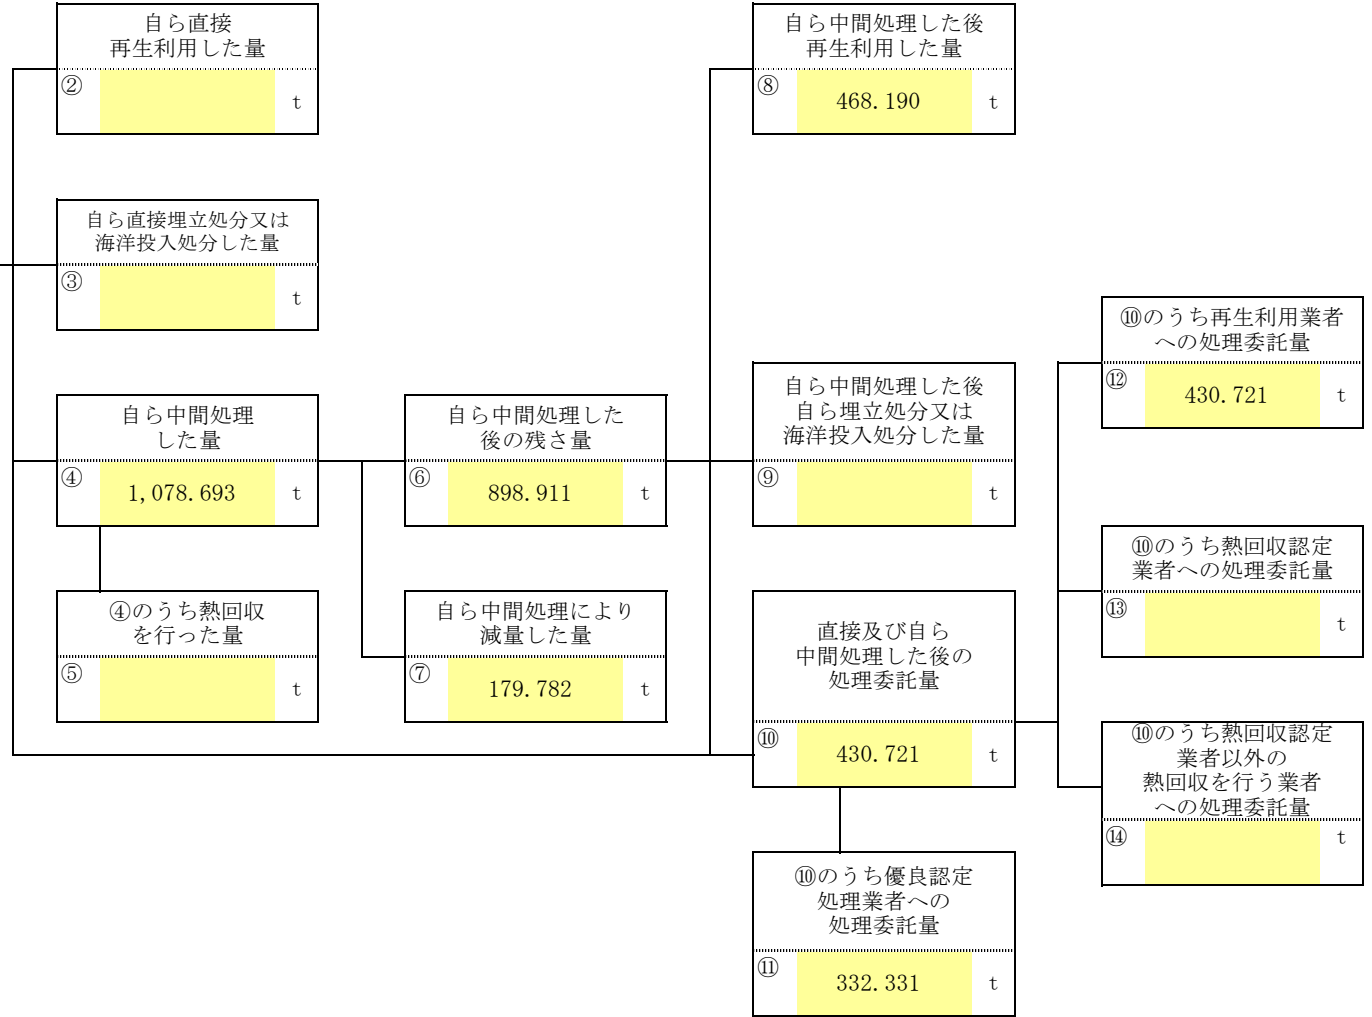 自ら直接
再生利用した量
②
t
自ら直接埋立処分又は
海洋投入処分した量
③
t
自ら中間処理
した量
④
1,078.693
t
④のうち熱回収
を行った量
⑤
t
自ら中間処理した
後の残さ量
⑥
898.911
t
自ら中間処理により
減量した量
⑦
179.782
t
自ら中間処理した後
再生利用した量
⑧
468.190
t
自ら中間処理した後
自ら埋立処分又は
海洋投入処分した量
⑨
t
直接及び自ら
中間処理した後の
処理委託量
⑩
430.721
t
⑩のうち優良認定
処理業者への
処理委託量
⑪
332.331
t
⑩のうち再生利用業者
への処理委託量
⑫
430.721
t
⑩のうち熱回収認定
業者への処理委託量
⑬
t
⑩のうち熱回収認定
業者以外の
熱回収を行う業者
への処理委託量
⑭
t